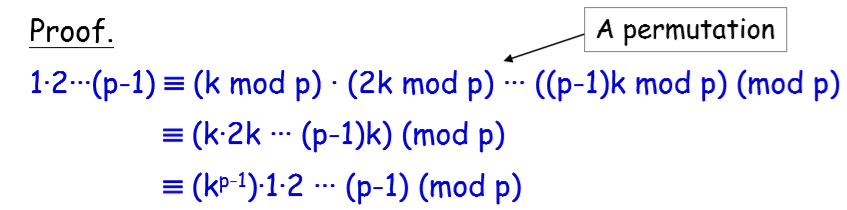 Proof.
A permutation
1·2···(p-1) ≡ (k mod p) · (2k mod p) ··· ((p-1)k mod p) (mod p)
≡ (k·2k ··· (p-1)k) (mod p)
≡ (kᵖ⁻¹)·1·2 ··· (p-1) (mod p)